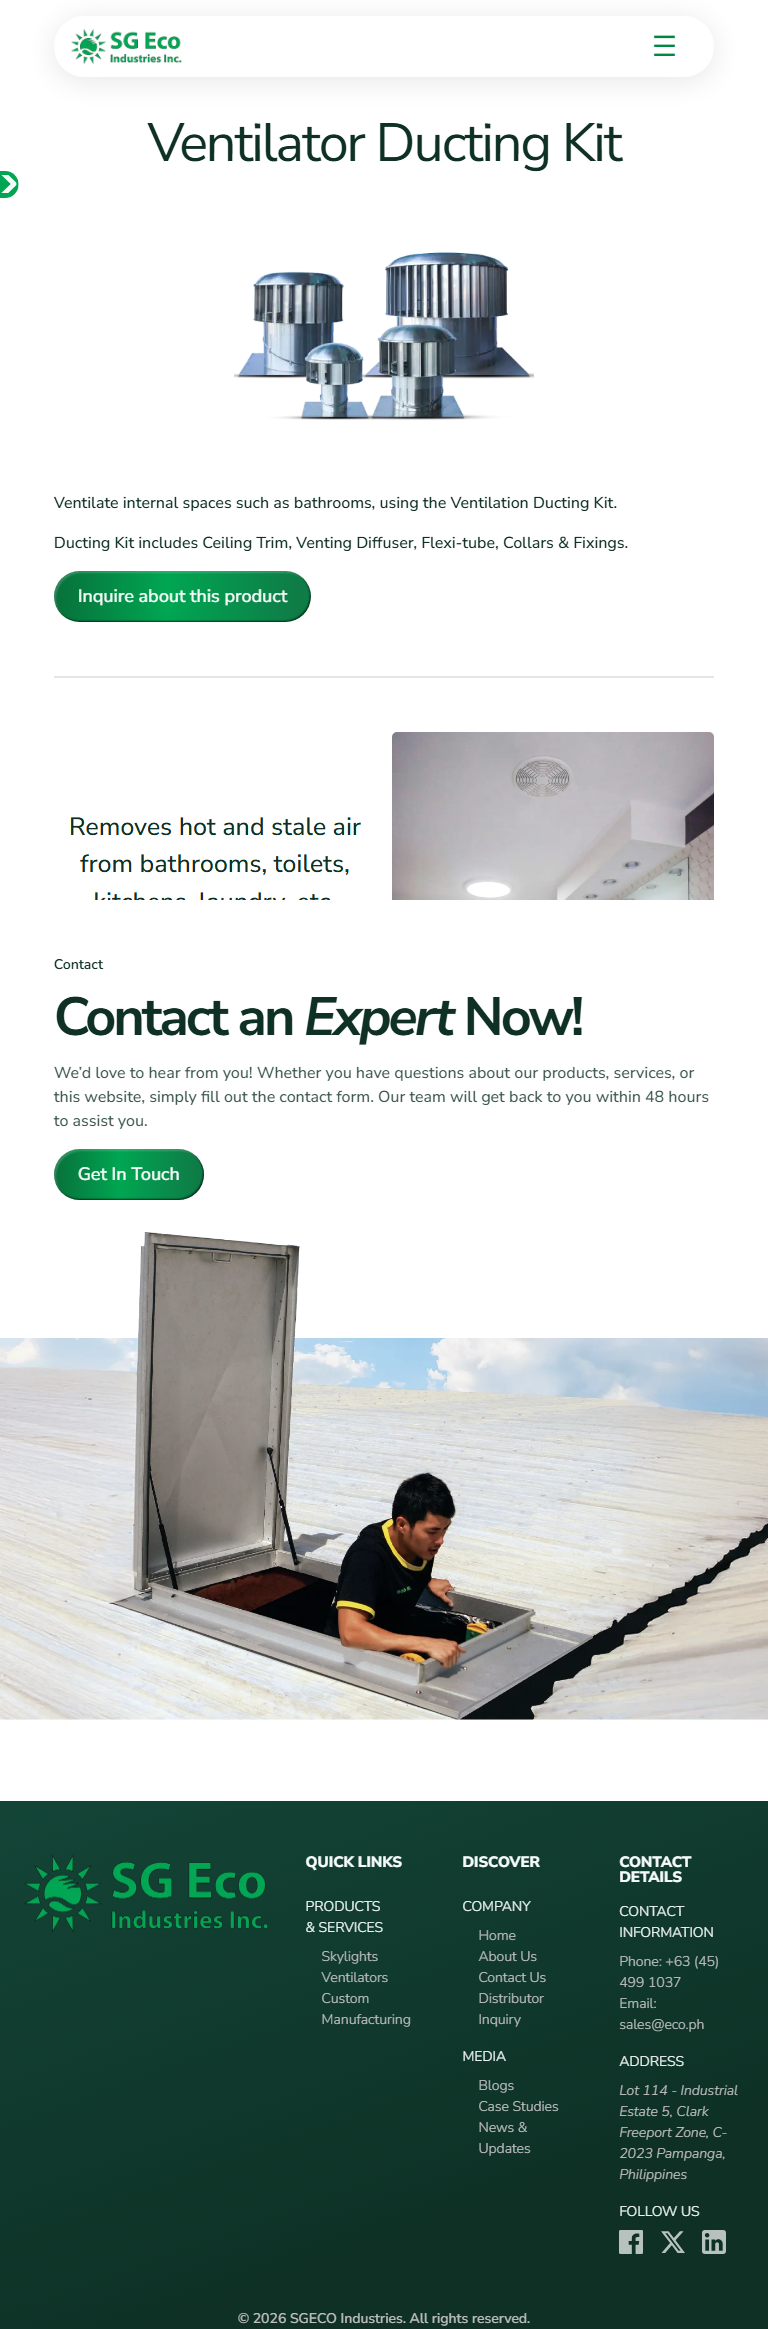 SG Eco
Industries Inc.
☰
Ventilator Ducting Kit
Ventilate internal spaces such as bathrooms, using the Ventilation Ducting Kit.
Ducting Kit includes Ceiling Trim, Venting Diffuser, Flexi-tube, Collars & Fixings.
Inquire about this product
Removes hot and stale air
from bathrooms, toilets,
kitchens, laundry, etc
Contact
Contact an Expert Now!
We'd love to hear from you! Whether you have questions about our products, services, or
this website, simply fill out the contact form. Our team will get back to you within 48 hours
to assist you.
Get In Touch
SG Eco
Industries Inc.
QUICK LINKS
PRODUCTS
& SERVICES
Skylights
Ventilators
Custom
Manufacturing
DISCOVER
COMPANY
Home
About Us
Contact Us
Distributor
Inquiry
MEDIA
Blogs
Case Studies
News &
Updates
CONTACT
DETAILS
CONTACT
INFORMATION
Phone: +63 (45)
499 1037
Email:
sales@eco.ph
ADDRESS
Lot 114 - Industrial
Estate 5, Clark
Freeport Zone, C-
2023 Pampanga,
Philippines
FOLLOW US
© 2026 SGECO Industries. All rights reserved.